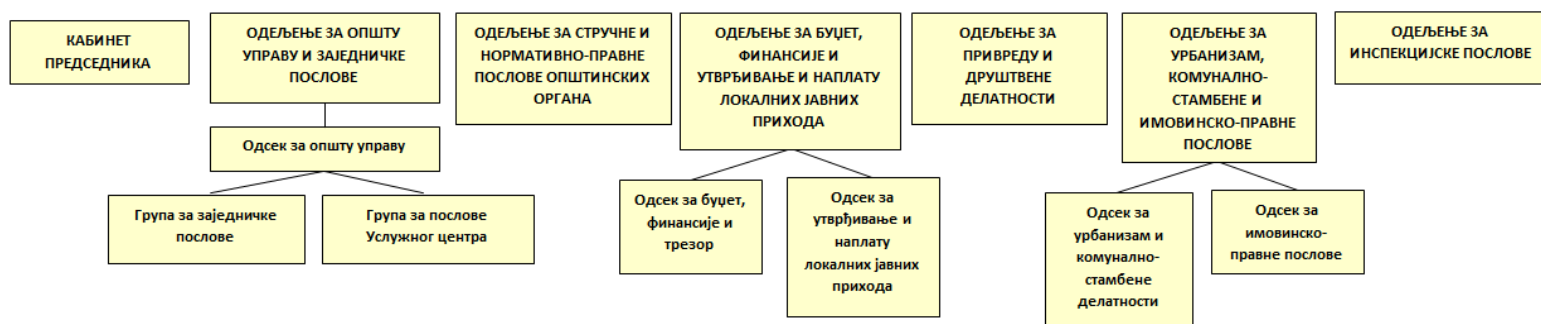 КАБИНЕТ
ПРЕДСЕДНИКА
ОДЕЉЕЊЕ ЗА ОПШТУ
УПРАВУ И ЗАЈЕДНИЧКЕ
ПОСЛОВЕ
ОДЕЉЕЊЕ ЗА СТРУЧНЕ И
НОРМАТИВНО-ПРАВНЕ
ПОСЛОВЕ ОПШТИНСКИХ
ОРГАНА
ОДЕЉЕЊЕ ЗА БУЏЕТ,
ФИНАНСИЈЕ И
УТВРЂИВАЊЕ И НАПЛАТУ
ЛОКАЛНИХ ЈАВНИХ
ПРИХОДА
ОДЕЉЕЊЕ ЗА
ПРИВРЕДУ И
ДРУШТВЕНЕ
ДЕЛАТНОСТИ
ОДЕЉЕЊЕ ЗА
УРБАНИЗАМ,
КОМУНАЛНО-
СТАМБЕНЕ И
ИМОВИНСКО-ПРАВНЕ
ПОСЛОВЕ
ОДЕЉЕЊЕ ЗА
ИНСПЕКЦИЈСКЕ ПОСЛОВЕ
Одсек за општу управу
Група за заједничке
послове
Група за послове
Услужног центра
Одсек за буџет,
финансије и
трезор
Одсек за
утврђивање и
наплату
локалних јавних
прихода
Одсек за
урбанизам и
комунално-
стамбене
делатности
Одсек за
имовинско-
правне послове